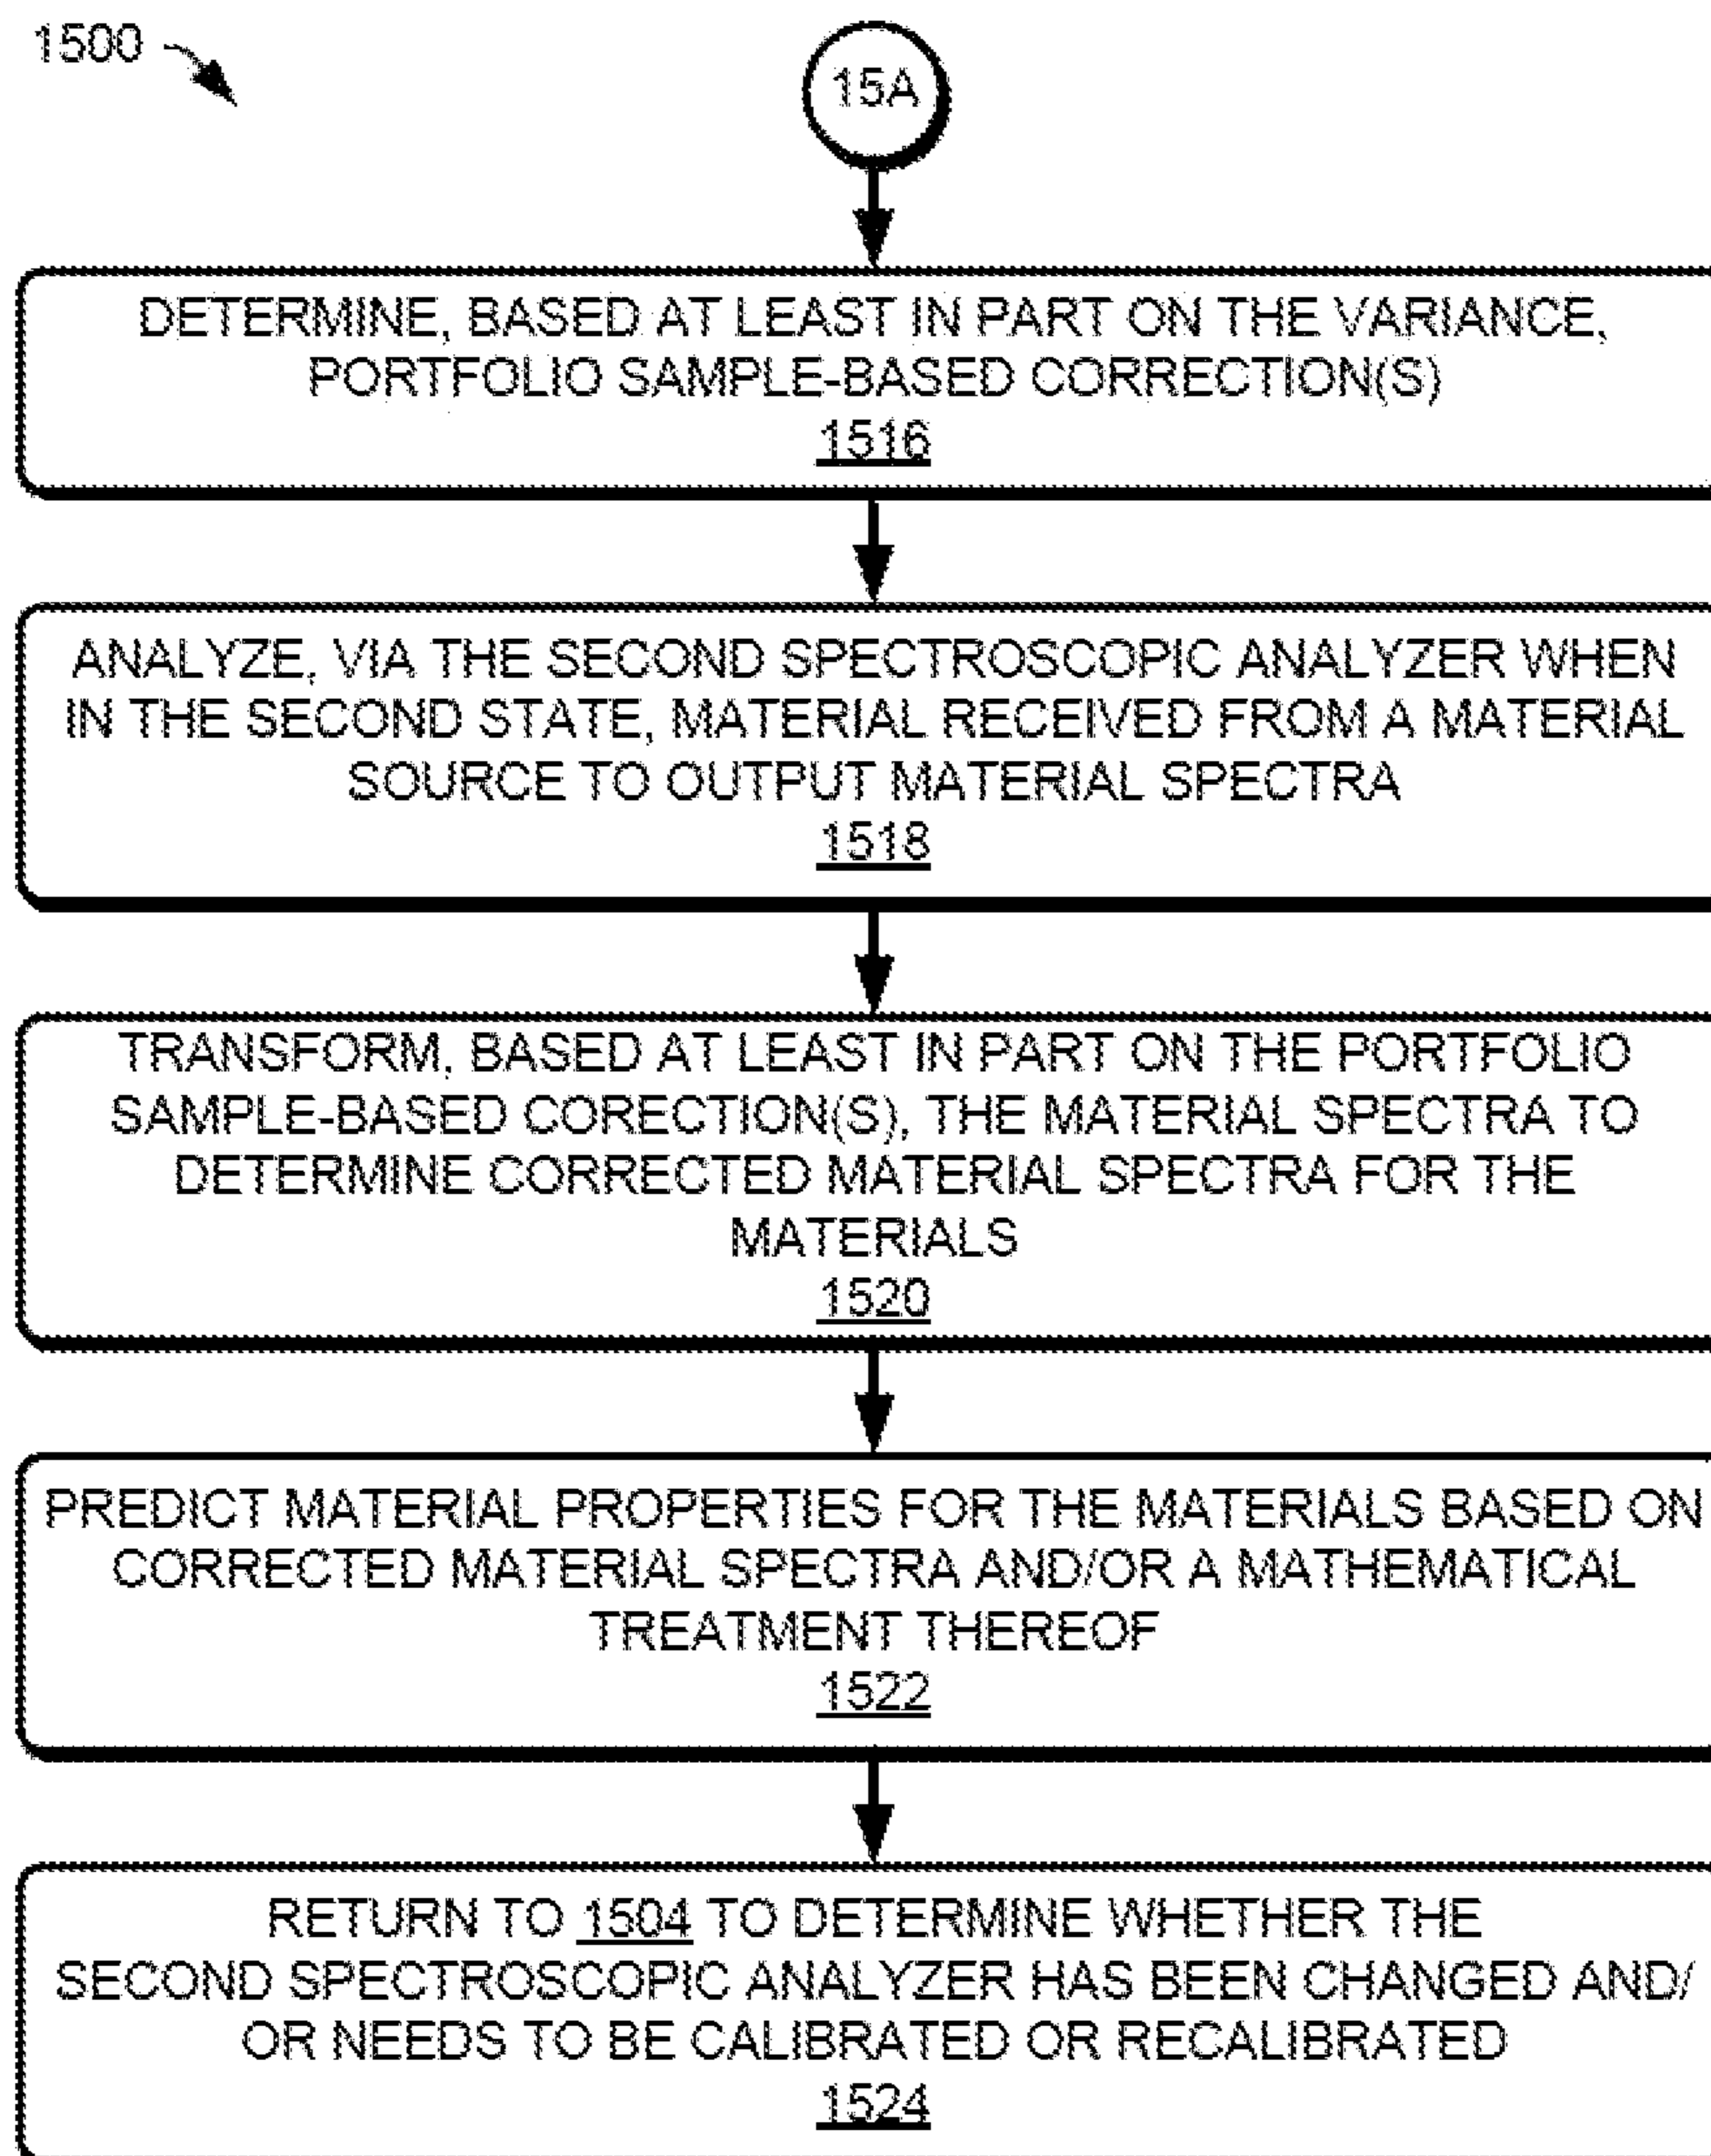 1500
15A
DETERMINE, BASED AT LEAST IN PART ON THE VARIANCE,
PORTFOLIO SAMPLE-BASED CORRECTION(S)
1516
ANALYZE, VIA THE SECOND SPECTROSCOPIC ANALYZER WHEN
IN THE SECOND STATE, MATERIAL RECEIVED FROM A MATERIAL
SOURCE TO OUTPUT MATERIAL SPECTRA
1518
TRANSFORM, BASED AT LEAST IN PART ON THE PORTFOLIO
SAMPLE-BASED CORECTION(S), THE MATERIAL SPECTRA TO
DETERMINE CORRECTED MATERIAL SPECTRA FOR THE
MATERIALS
1520
PREDICT MATERIAL PROPERTIES FOR THE MATERIALS BASED ON
CORRECTED MATERIAL SPECTRA AND/OR A MATHEMATICAL
TREATMENT THEREOF
1522
RETURN TO 1504 TO DETERMINE WHETHER THE
SECOND SPECTROSCOPIC ANALYZER HAS BEEN CHANGED AND/
OR NEEDS TO BE CALIBRATED OR RECALIBRATED
1524